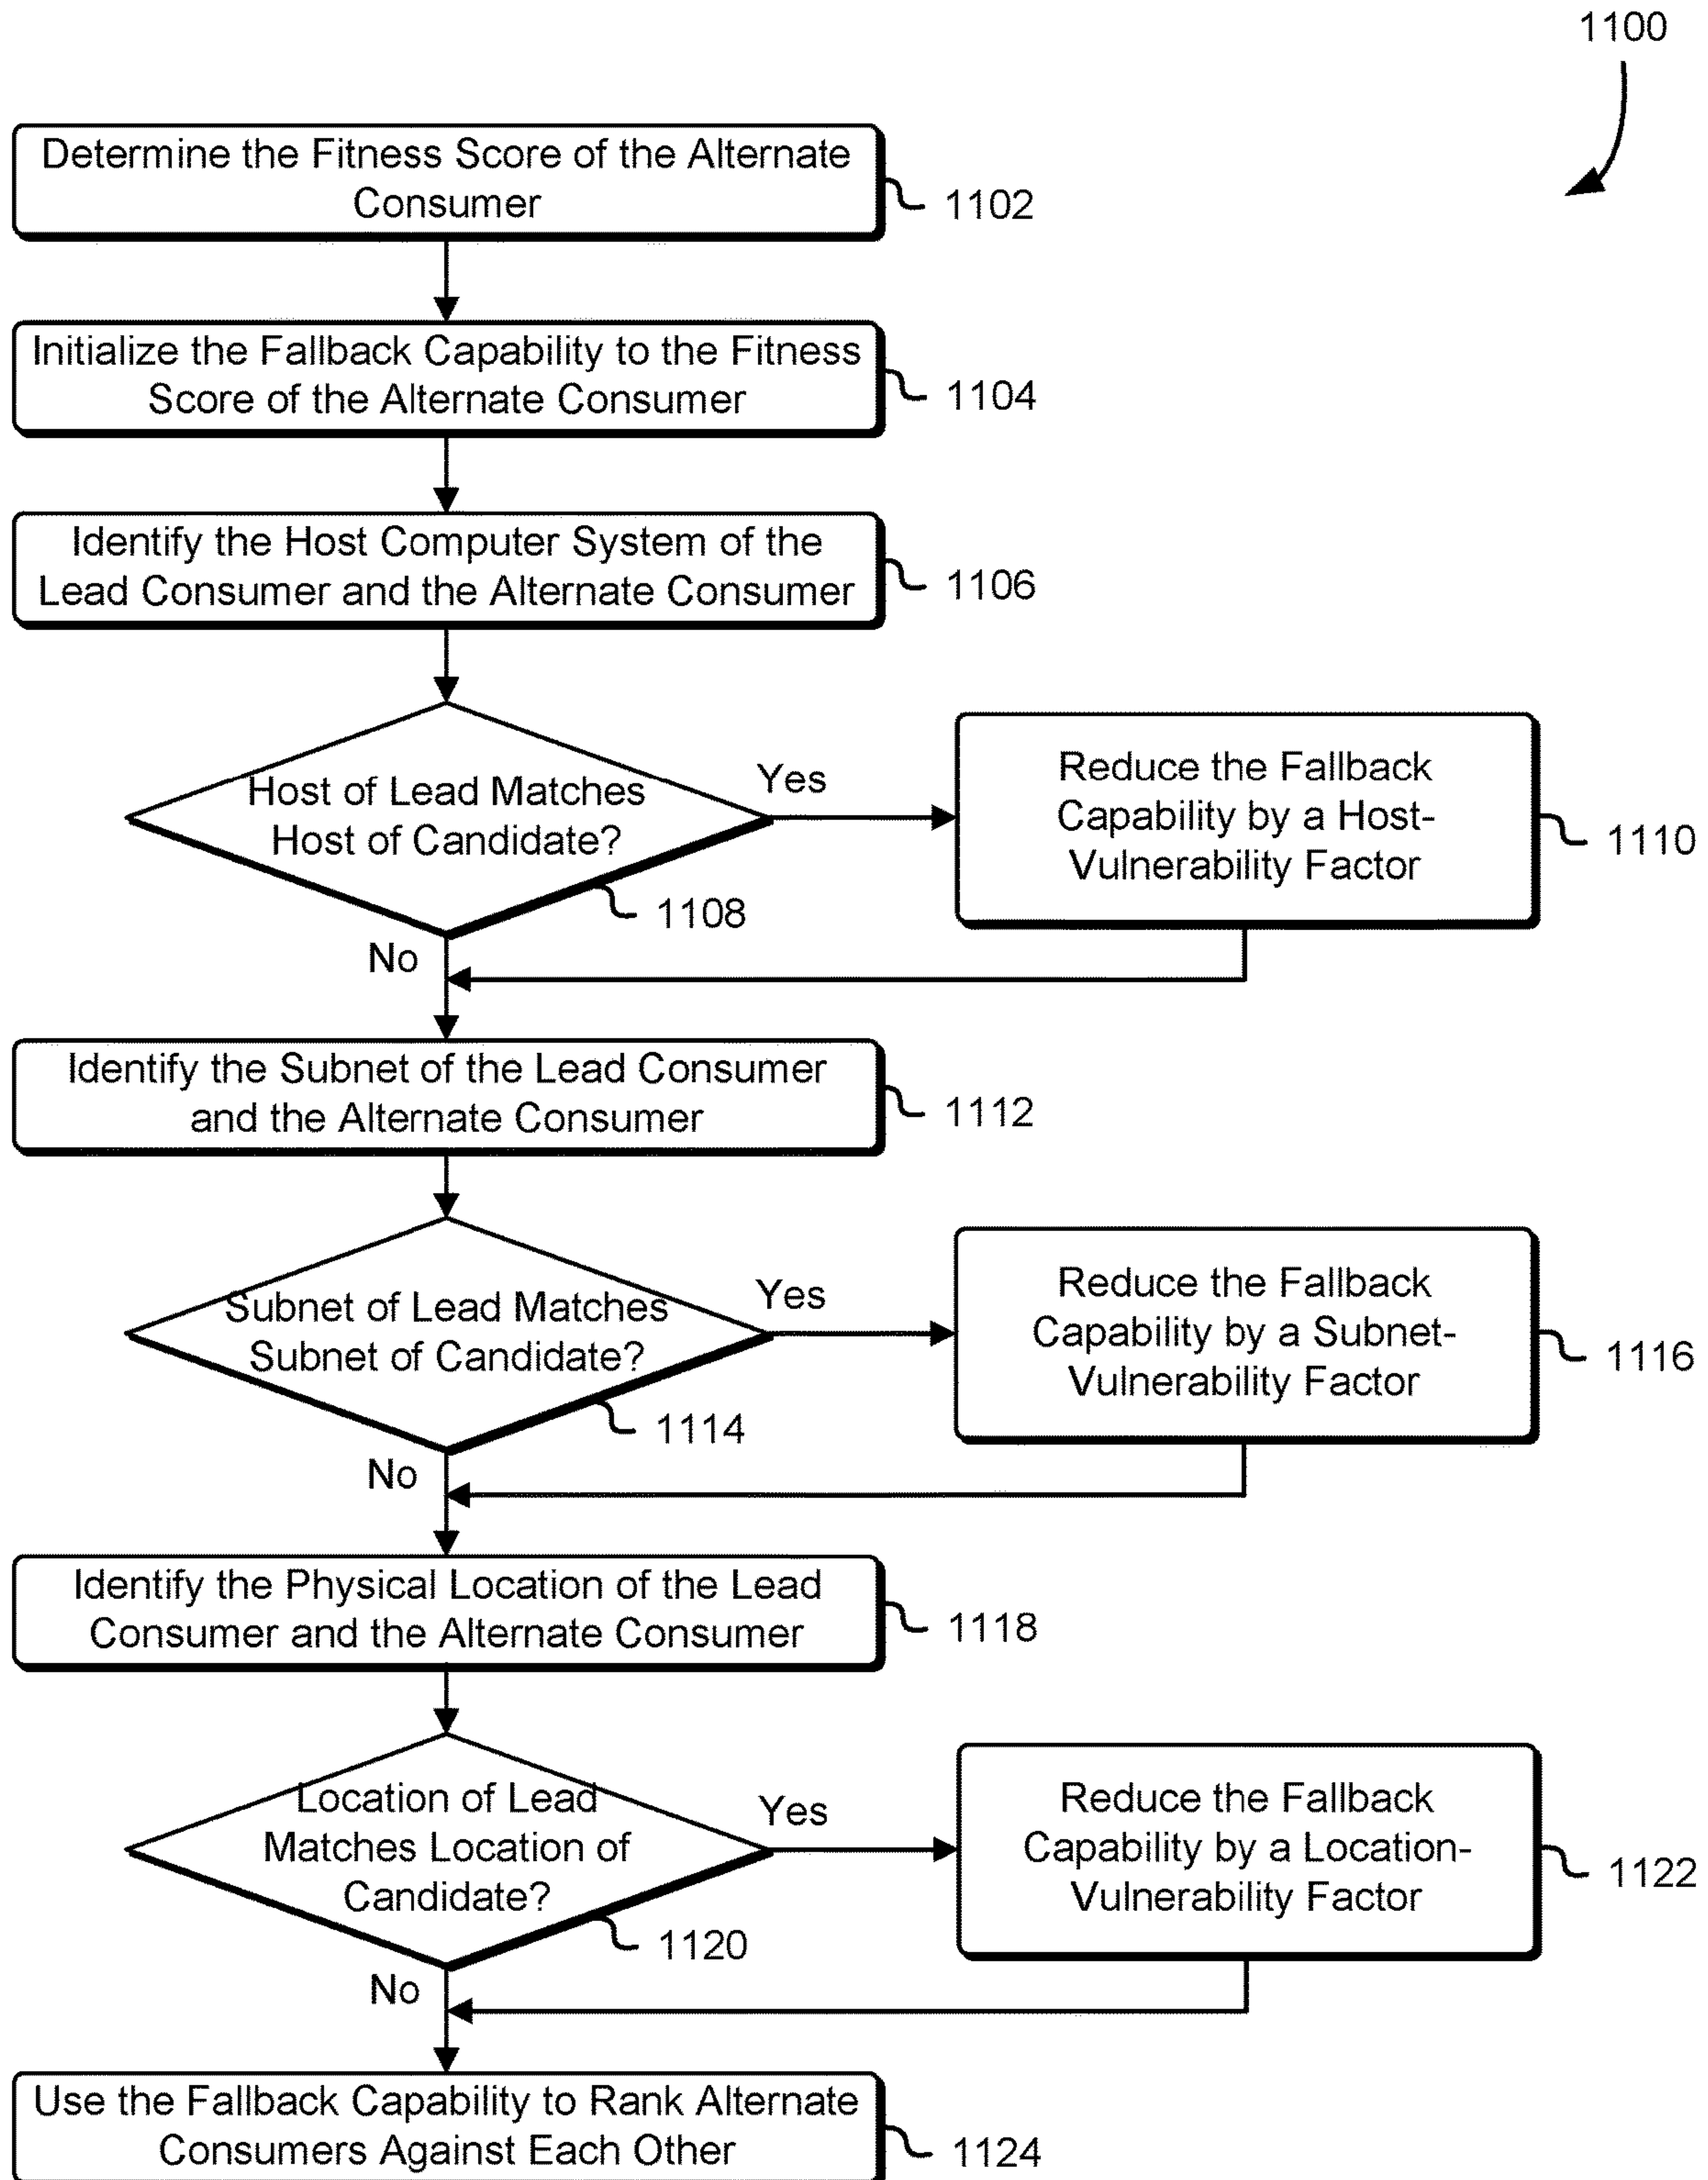 1100
Determine the Fitness Score of the Alternate
Consumer
1102
Initialize the Fallback Capability to the Fitness
Score of the Alternate Consumer
1104
Identify the Host Computer System of the
Lead Consumer and the Alternate Consumer
1106
Host of Lead Matches
Host of Candidate?
1108
Yes
No
Reduce the Fallback
Capability by a Host-
Vulnerability Factor
1110
Identify the Subnet of the Lead Consumer
and the Alternate Consumer
1112
Subnet of Lead Matches
Subnet of Candidate?
1114
Yes
No
Reduce the Fallback
Capability by a Subnet-
Vulnerability Factor
1116
Identify the Physical Location of the Lead
Consumer and the Alternate Consumer
1118
Location of Lead
Matches Location of
Candidate?
1120
Yes
No
Reduce the Fallback
Capability by a Location-
Vulnerability Factor
1122
Use the Fallback Capability to Rank Alternate
Consumers Against Each Other
1124